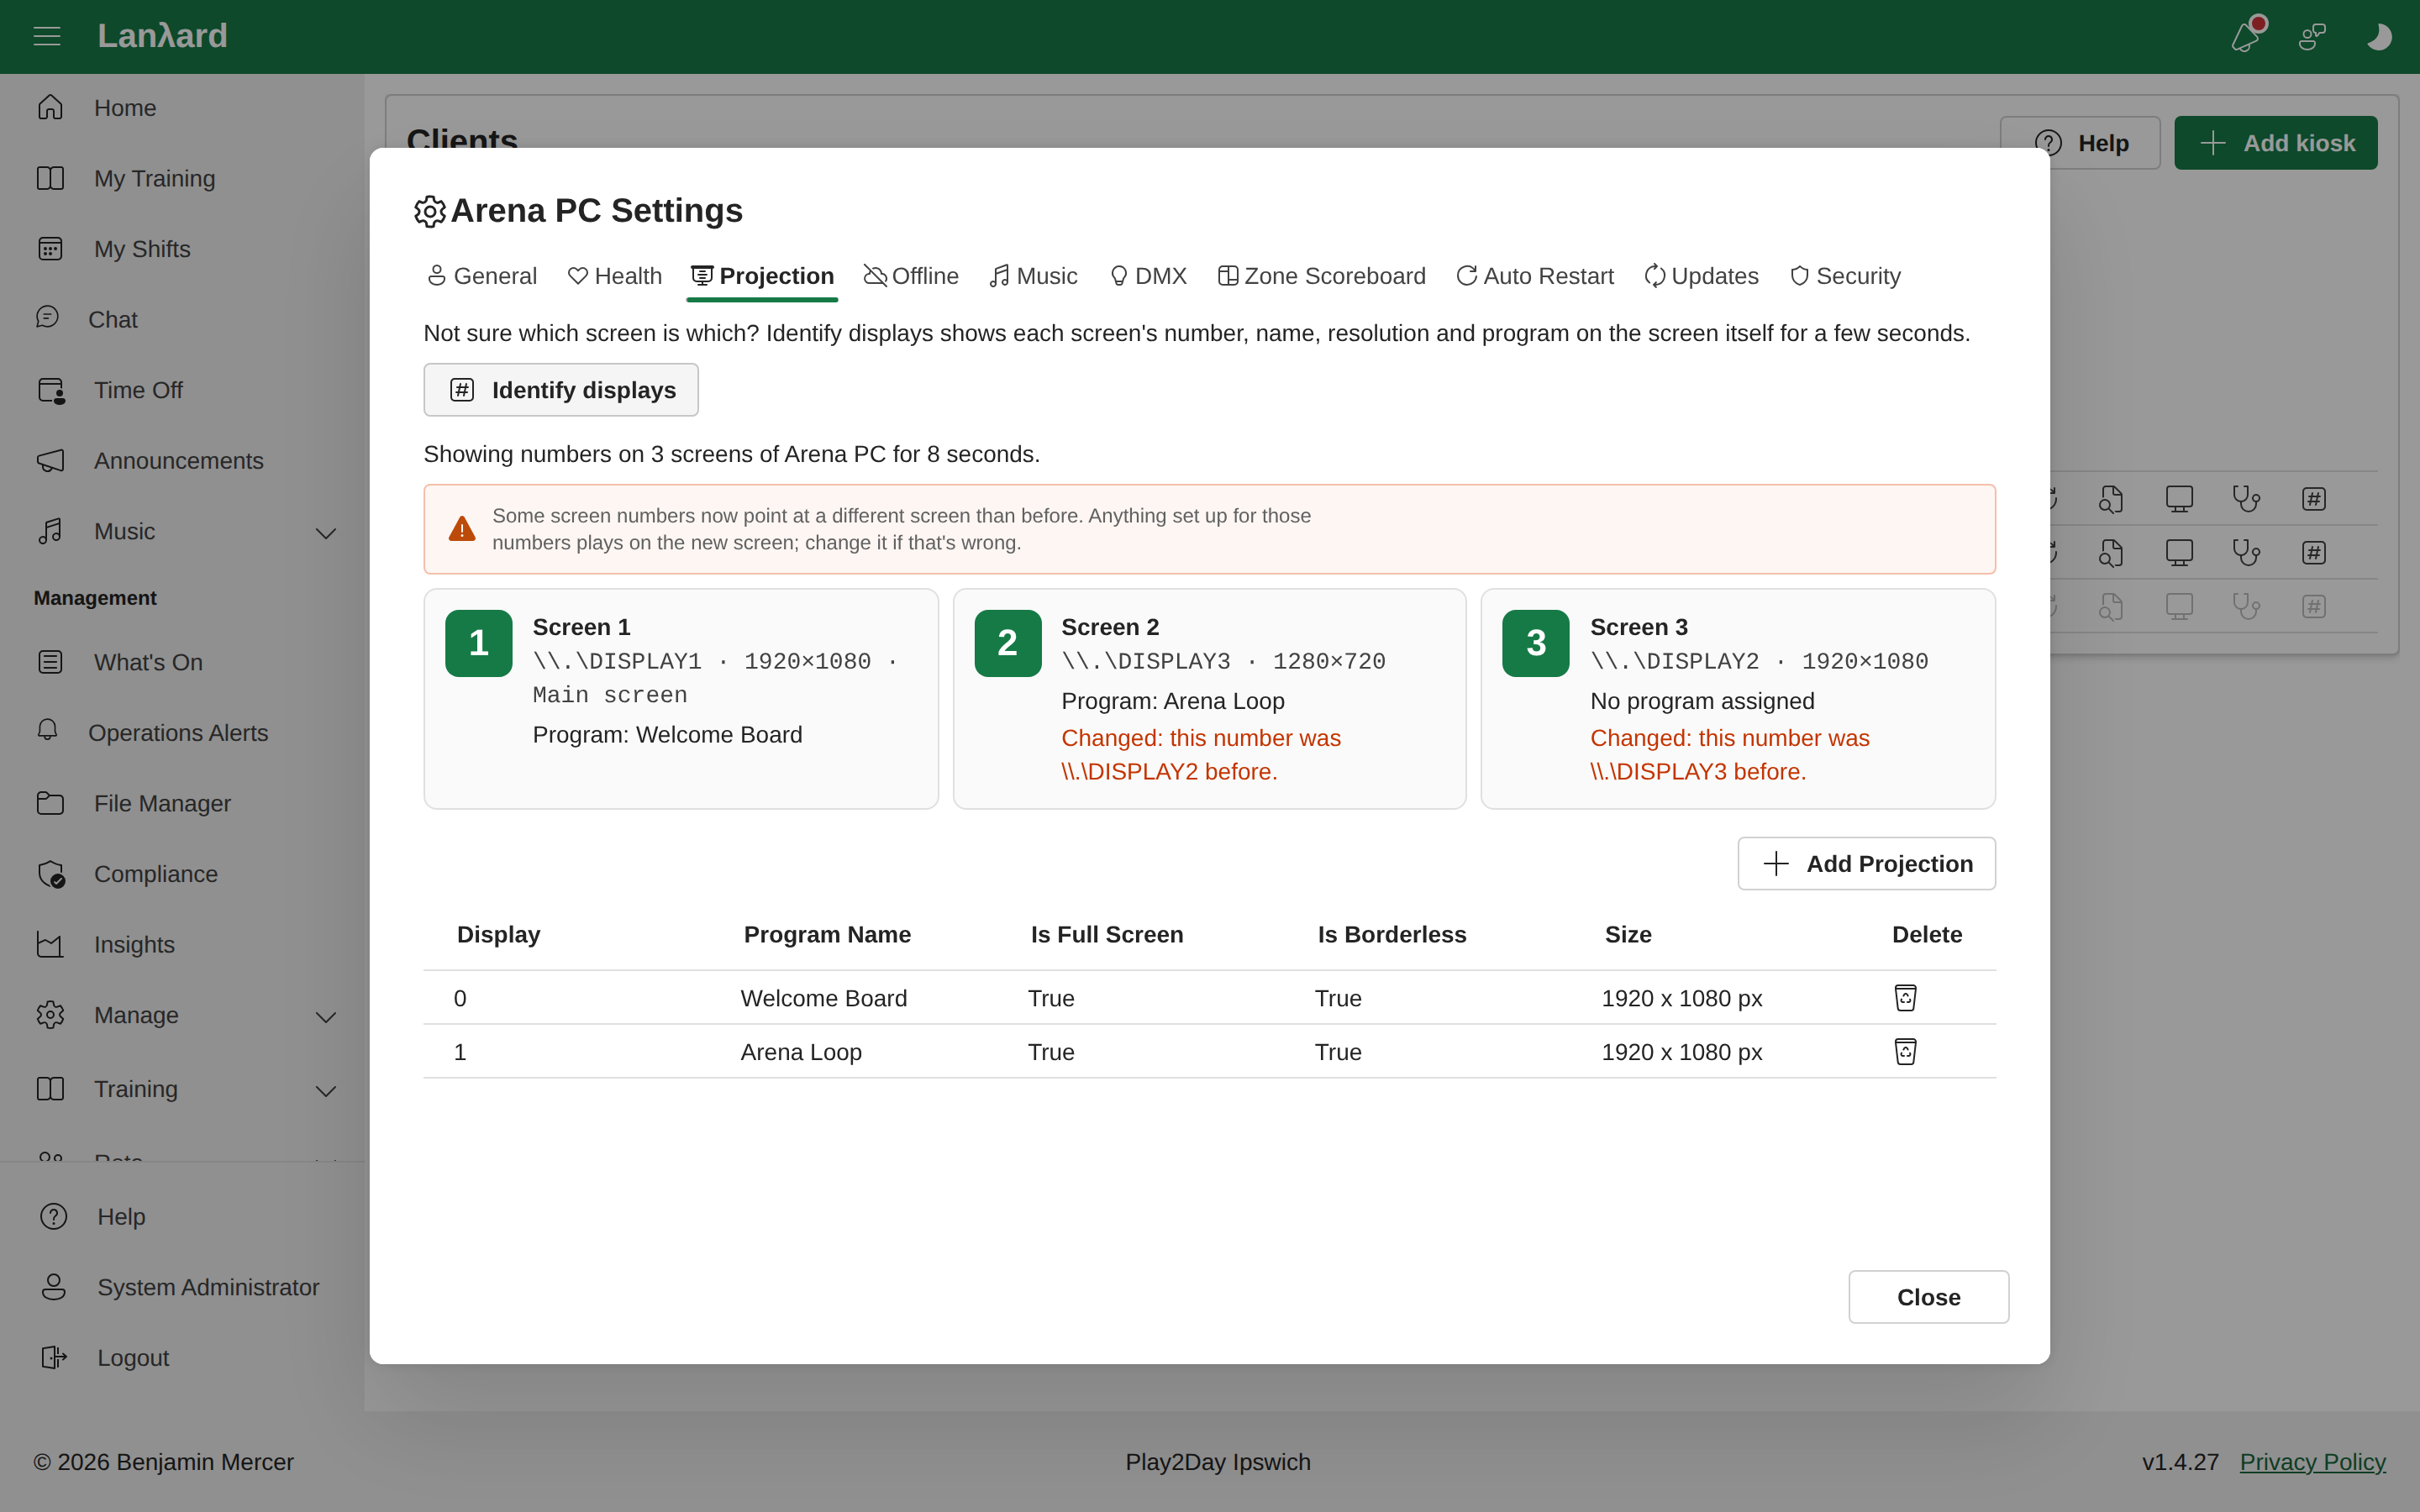 Lanλard
Home
My Training
My Shifts
Chat
Time Off
Announcements
Music
Management
What's On
Operations Alerts
File Manager
Compliance
Insights
Manage
Training
Rota
Help
System Administrator
Logout
Clients
Help
Add kiosk
Arena PC Settings
General
Health
Projection
Offline
Music
DMX
Zone Scoreboard
Auto Restart
Updates
Security
Not sure which screen is which? Identify displays shows each screen's number, name, resolution and program on the screen itself for a few seconds.
# Identify displays
Showing numbers on 3 screens of Arena PC for 8 seconds.
Some screen numbers now point at a different screen than before. Anything set up for those
numbers plays on the new screen; change it if that's wrong.
1
Screen 1
\\.\DISPLAY1 · 1920×1080 ·
Main screen
Program: Welcome Board
2
Screen 2
\\.\DISPLAY3 · 1280×720
Program: Arena Loop
Changed: this number was
\\.\DISPLAY2 before.
3
Screen 3
\\.\DISPLAY2 · 1920×1080
No program assigned
Changed: this number was
\\.\DISPLAY3 before.
Add Projection
Display Program Name Is Full Screen Is Borderless Size Delete
0 Welcome Board True True 1920 x 1080 px
1 Arena Loop True True 1920 x 1080 px
Close
© 2026 Benjamin Mercer
Play2Day Ipswich
v1.4.27 Privacy Policy